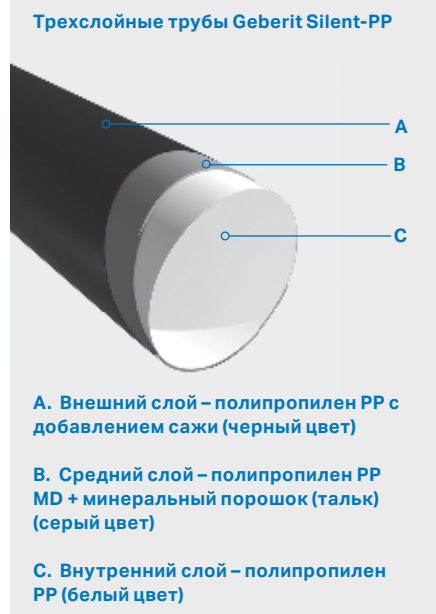 Трехслойные трубы Geberit Silent-PP
A
B
C
A. Внешний слой – полипропилен PP с
добавлением сажи (черный цвет)
B. Средний слой – полипропилен PP
MD + минеральный порошок (тальк)
(серый цвет)
C. Внутренний слой – полипропилен
PP (белый цвет)